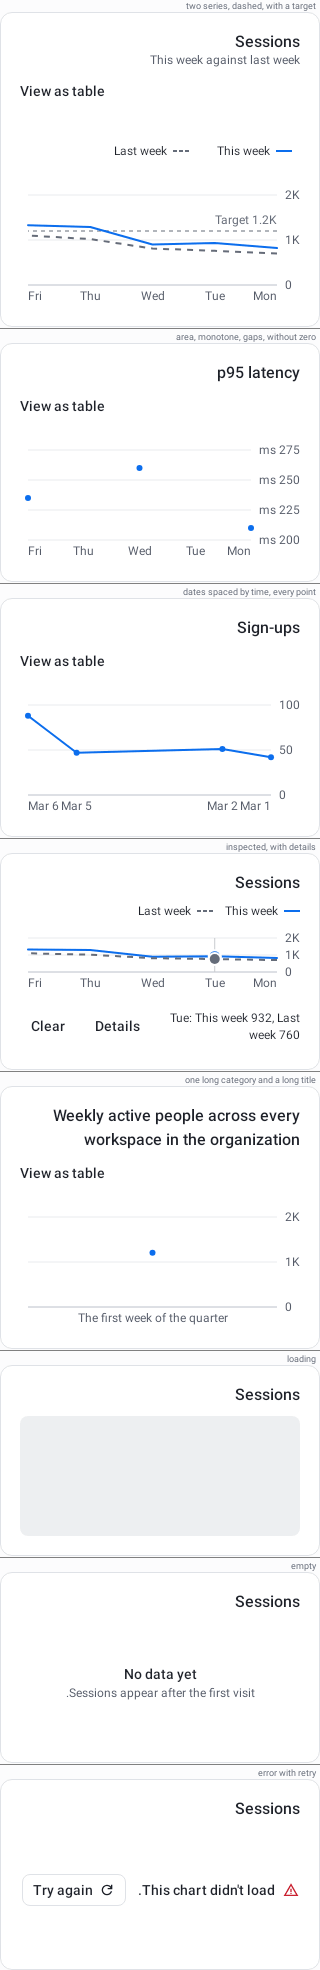 two series, dashed, with a target
Sessions
This week against last week
View as table
Last week
This week
2K
Target 1.2K
1K
0
Fri Thu Wed Tue Mon
area, monotone, gaps, without zero
p95 latency
View as table
ms 275
ms 250
ms 225
ms 200
Fri Thu Wed Tue Mon
dates spaced by time, every point
Sign-ups
View as table
100
50
0
Mar 6 Mar 5 Mar 2 Mar 1
inspected, with details
Sessions
Last week
This week
2K
1K
0
Fri Thu Wed Tue Mon
Clear
Details
Tue: This week 932, Last
week 760
one long category and a long title
Weekly active people across every
workspace in the organization
View as table
2K
1K
0
The first week of the quarter
loading
Sessions
empty
Sessions
No data yet
.Sessions appear after the first visit
error with retry
Sessions
Try again
.This chart didn't load